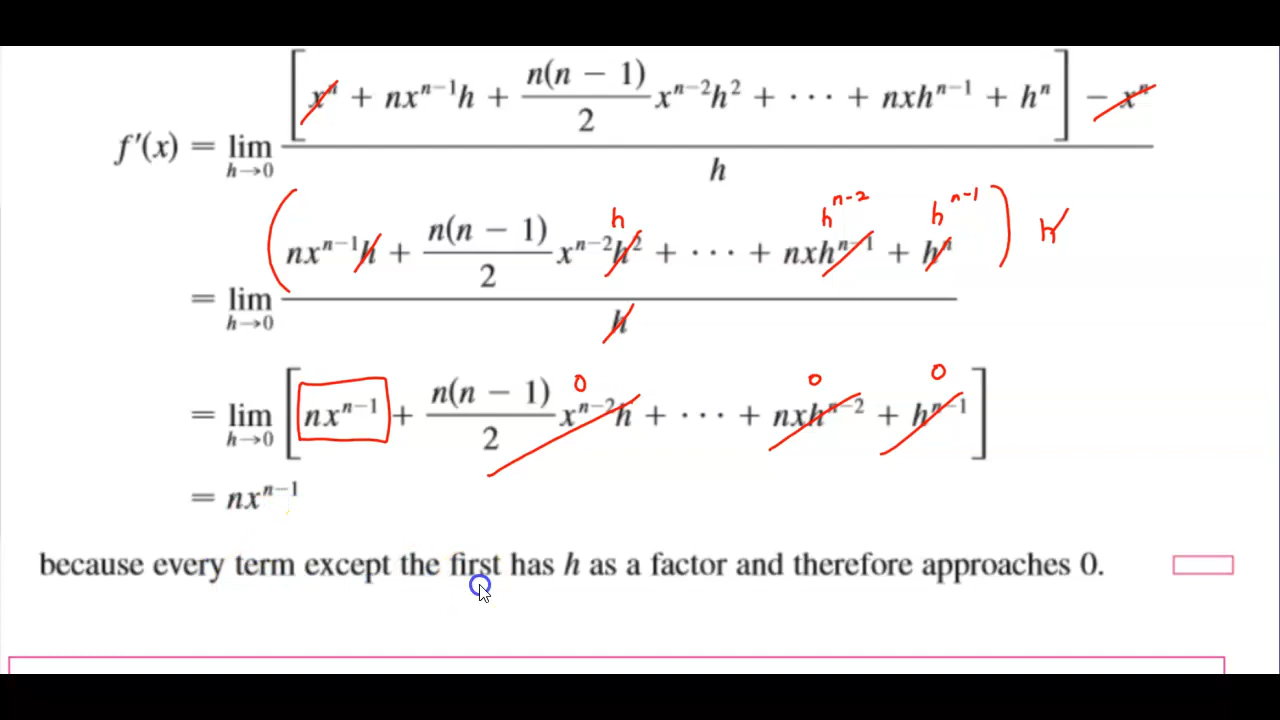 f'(x) = lim_{h→0} [x^n + nx^{n−1}h + n(n − 1)/2 x^{n−2}h^2 + · · · + nxh^{n−1} + h^n] − x^n / h
h h^{n-2} h^{n-1}
= lim_{h→0} (nx^{n−1}h + n(n − 1)/2 x^{n−2}h^2 + · · · + nxh^{n−1} + h^n) h / h
0 0 0
= lim_{h→0} [nx^{n−1} + n(n − 1)/2 x^{n−2}h + · · · + nxh^{n−2} + h^{n−1}]
= nx^{n−1}
because every term except the first has h as a factor and therefore approaches 0.